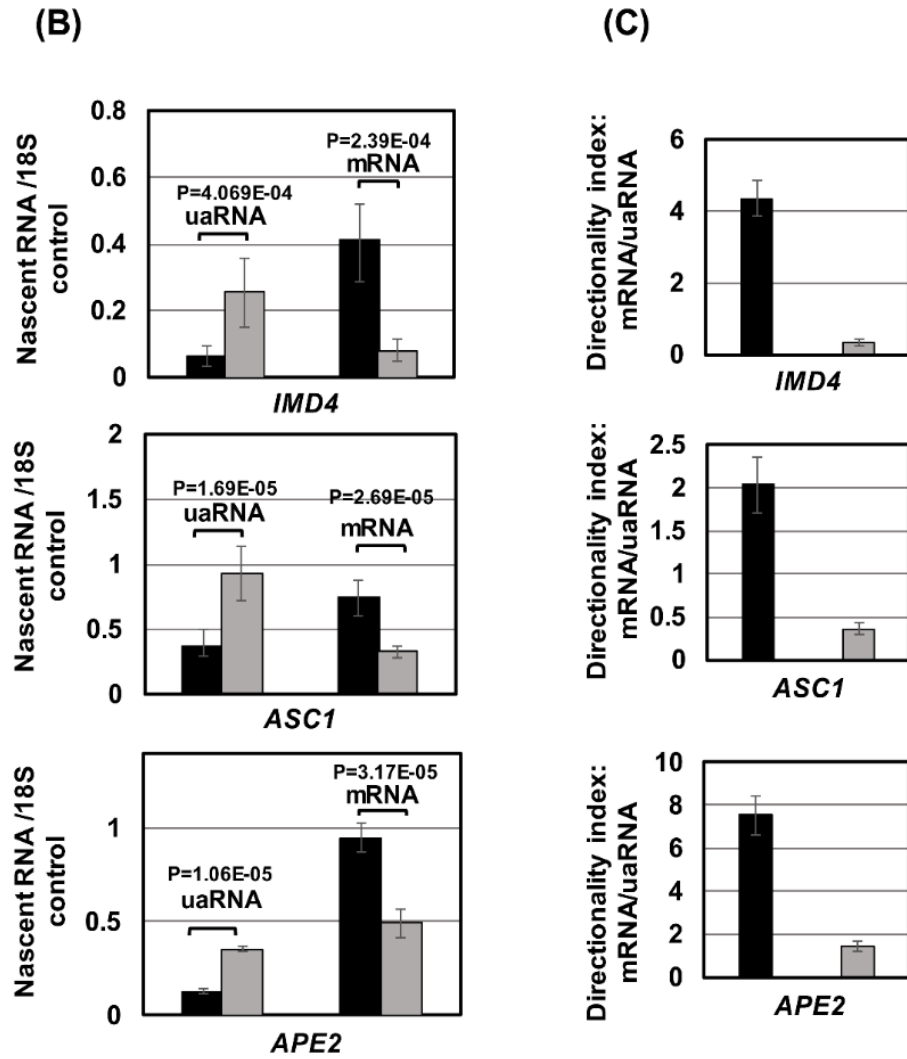 (B)
Nascent RNA /18S
control
0.8
0.6
0.4
0.2
0
P=4.069E-04
uaRNA
P=2.39E-04
mRNA
IMD4
Nascent RNA /18S
control
2
1.5
1
0.5
0
P=1.69E-05
uaRNA
P=2.69E-05
mRNA
ASC1
Nascent RNA /18S
control
1
0.5
0
P=1.06E-05
uaRNA
P=3.17E-05
mRNA
APE2
(C)
Directionality index:
mRNA/uaRNA
6
4
2
0
IMD4
Directionality index:
mRNA/uaRNA
2.5
2
1.5
1
0.5
0
ASC1
Directionality index:
mRNA/uaRNA
10
8
6
4
2
0
APE2